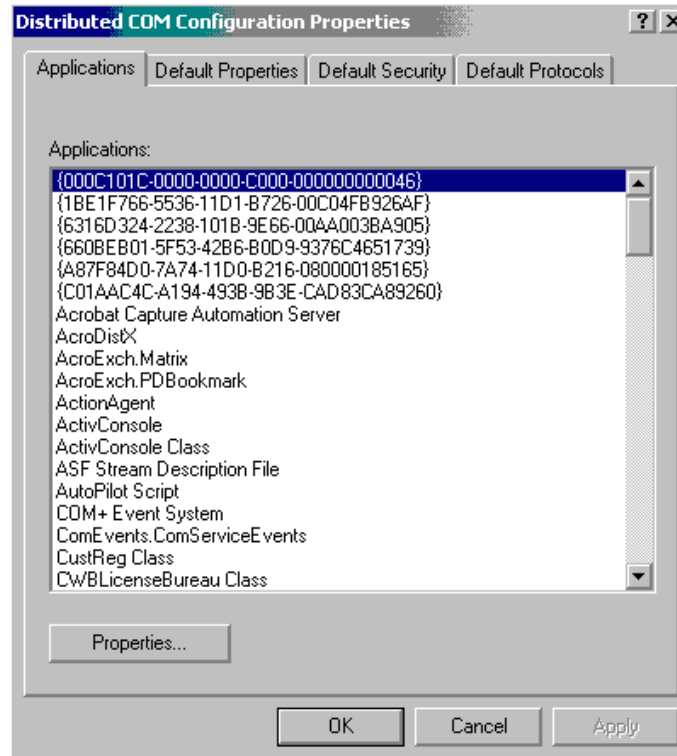 Distributed COM Configuration Properties
Applications
Default Properties
Default Security
Default Protocols
Applications:
{000C101C-0000-0000-C000-000000000046}
{1BE1F766-5536-11D1-B726-00C04FB926AF}
{6316D324-2238-101B-9E66-00AA003BA905}
{660BEB01-5F53-42B6-B0D9-9376C4651739}
{A87F84D0-7A74-11D0-B216-080000185165}
{C01AAC4C-A194-493B-9B3E-CAD83CA89260}
Acrobat Capture Automation Server
AcroDistX
AcroExch.Matrix
AcroExch.PDBookmark
ActionAgent
ActivConsole
ActivConsole Class
ASF Stream Description File
AutoPilot Script
COM+ Event System
ComEvents.ComServiceEvents
CustReg Class
CWBLicenseBureau Class
Properties...
OK
Cancel
Apply